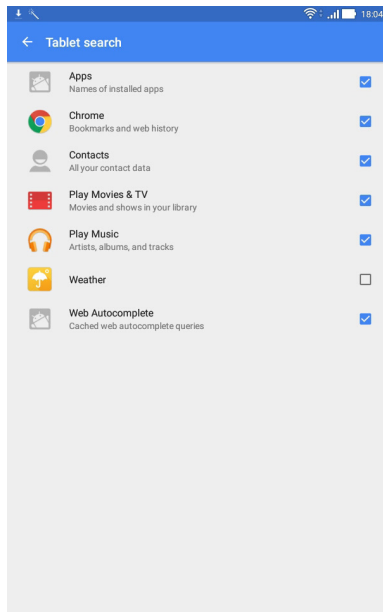 18:04
Tablet search
Apps
Names of installed apps
Chrome
Bookmarks and web history
Contacts
All your contact data
Play Movies & TV
Movies and shows in your library
Play Music
Artists, albums, and tracks
Weather
Web Autocomplete
Cached web autocomplete queries